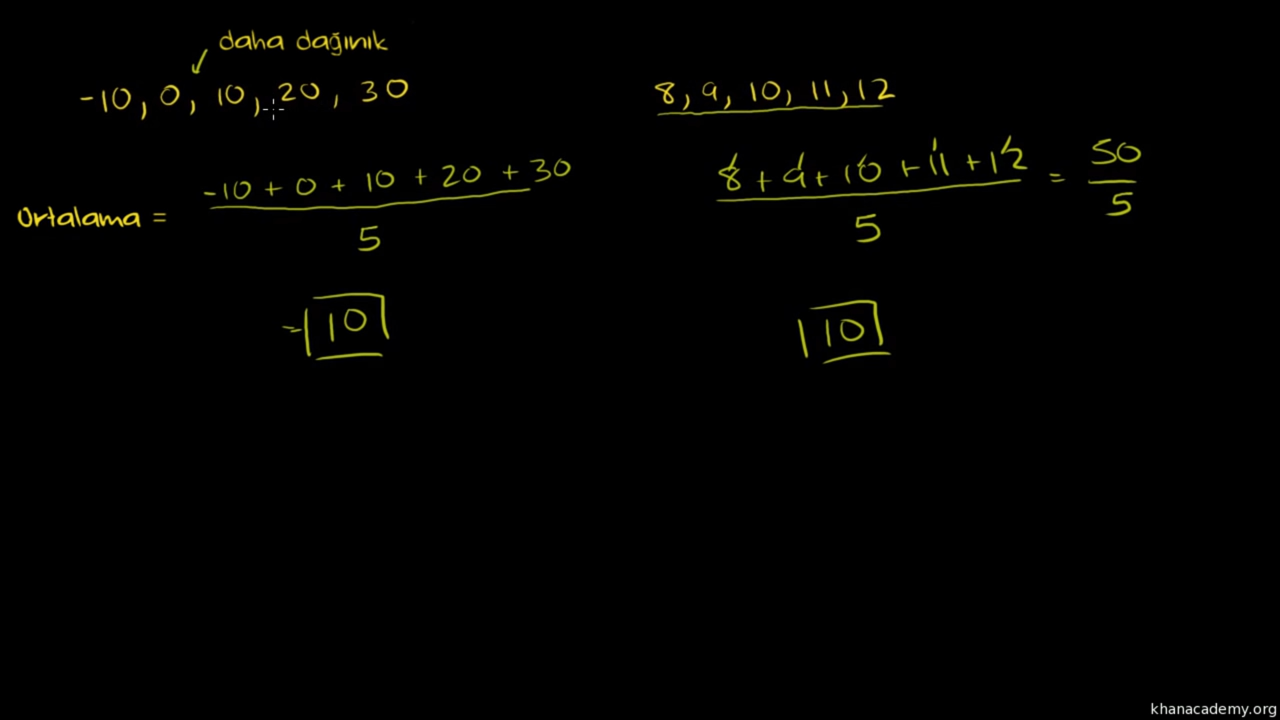 daha dağınık
-10, 0, 10, 20, 30
8, 9, 10, 11, 12
Ortalama = -10 + 0 + 10 + 20 + 30
5
8 + 9 + 10 + 11 + 12 = 50
5 5
= 10
10
khanacademy.org